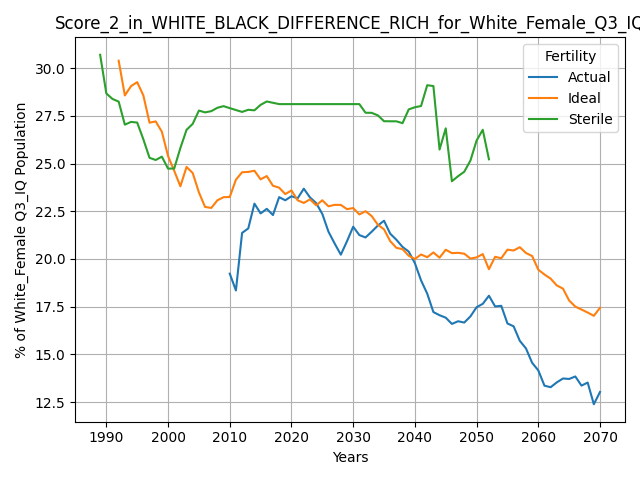 Score_2_in_WHITE_BLACK_DIFFERENCE_RICH_for_White_Female_Q3_IQ
Fertility
Actual
Ideal
Sterile
% of White_Female Q3_IQ Population
30.0
27.5
25.0
22.5
20.0
17.5
15.0
12.5
1990 2000 2010 2020 2030 2040 2050 2060 2070
Years